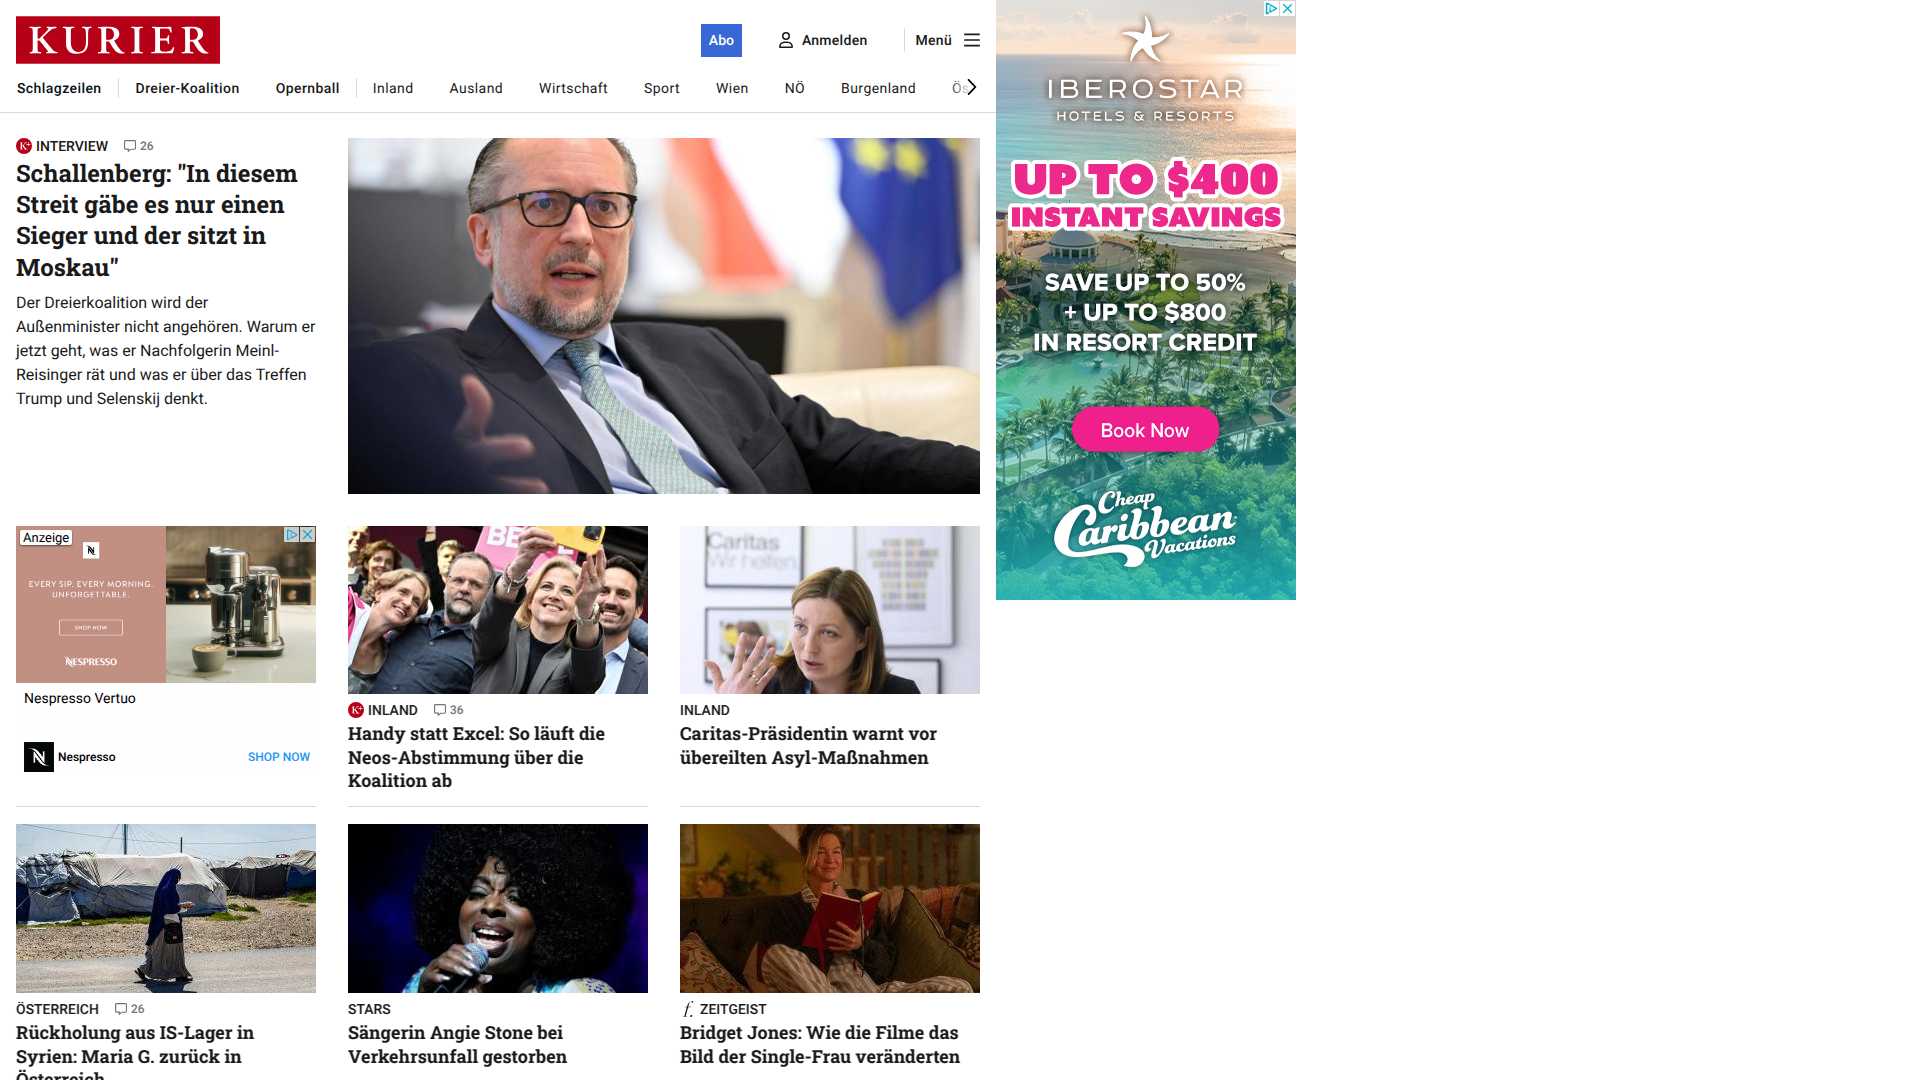 KURIER
Abo
Anmelden
Menü
Schlagzeilen
Dreier-Koalition
Opernball
Inland
Ausland
Wirtschaft
Sport
Wien
NÖ
Burgenland
INTERVIEW 26
Schallenberg: "In diesem
Streit gäbe es nur einen
Sieger und der sitzt in
Moskau"
Der Dreierkoalition wird der
Außenminister nicht angehören. Warum er
jetzt geht, was er Nachfolgerin Meinl-
Reisinger rät und was er über das Treffen
Trump und Selenskij denkt.
Anzeige
EVERY SIP. EVERY MORNING.
UNFORGETTABLE.
SHOP NOW
NESPRESSO
Nespresso Vertuo
Nespresso
SHOP NOW
K+ INLAND 36
Handy statt Excel: So läuft die
Neos-Abstimmung über die
Koalition ab
Caritas
Wir helfen.
INLAND
Caritas-Präsidentin warnt vor
übereilten Asyl-Maßnahmen
ÖSTERREICH 26
Rückholung aus IS-Lager in
Syrien: Maria G. zurück in
Österreich
STARS
Sängerin Angie Stone bei
Verkehrsunfall gestorben
f. ZEITGEIST
Bridget Jones: Wie die Filme das
Bild der Single-Frau veränderten
IBEROSTAR
HOTELS & RESORTS
UP TO $400
INSTANT SAVINGS
SAVE UP TO 50%
+ UP TO $800
IN RESORT CREDIT
Book Now
Cheap
Caribbean
Vacations